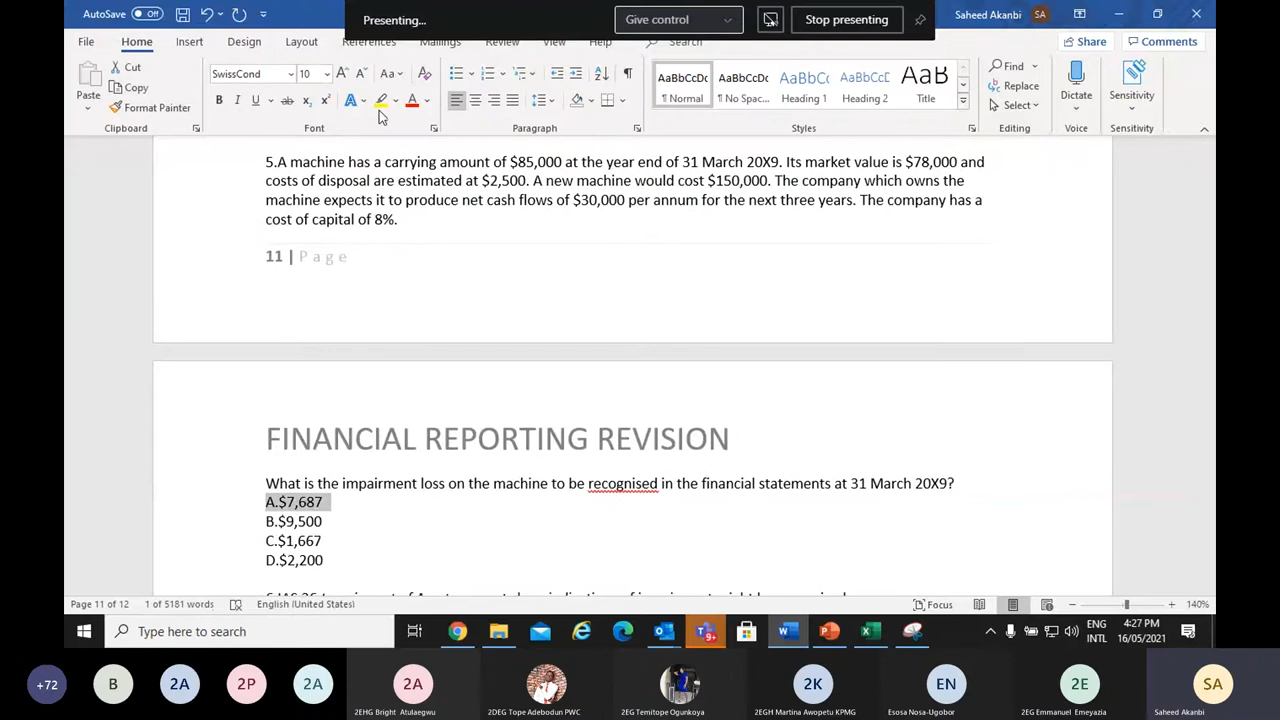 AutoSave Off
Presenting...
Give control
Stop presenting
Saheed Akanbi SA
File Home Insert Design Layout References Mailings Review View Help Search
Share Comments
Paste
Cut
Copy
Format Painter
SwissCond 10
Aa
B I U ab x₂ x² A A
AaBbCcDc AaBbCcDc AaBbCc AaBbCcE AaB
¶ Normal ¶ No Spac... Heading 1 Heading 2 Title
Find
Replace
Select
Dictate
Sensitivity
Clipboard Font Paragraph Styles Editing Voice Sensitivity
5.A machine has a carrying amount of $85,000 at the year end of 31 March 20X9. Its market value is $78,000 and
costs of disposal are estimated at $2,500. A new machine would cost $150,000. The company which owns the
machine expects it to produce net cash flows of $30,000 per annum for the next three years. The company has a
cost of capital of 8%.
11 | Page
FINANCIAL REPORTING REVISION
What is the impairment loss on the machine to be recognised in the financial statements at 31 March 20X9?
A.$7,687
B.$9,500
C.$1,667
D.$2,200
Page 11 of 12 1 of 5181 words English (United States) Focus 140%
Type here to search
9+
ENG
INTL
4:27 PM
16/05/2021
+72 B 2A 2P 2A 2A 2K EN 2E SA
2EHG Bright Atulaegwu 2DEG Tope Adebodun PWC 2EG Temitope Ogunkoya 2EGH Martina Awopetu KPMG Esosa Nosa-Ugobor 2EG Emmanuel Emeyazia Saheed Akanbi